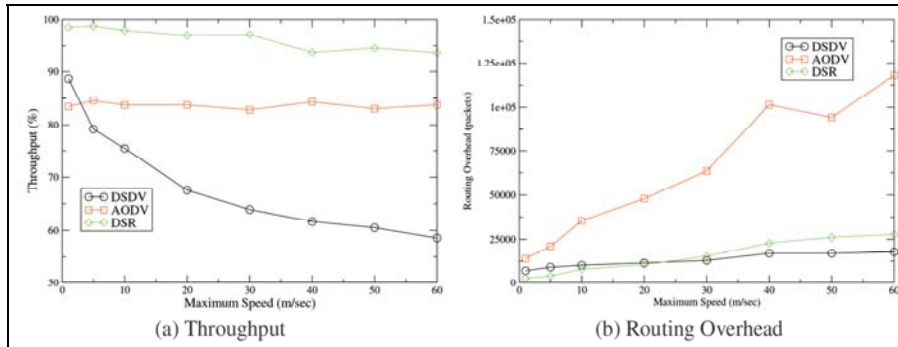 100
90
80
70
60
50
Throughput (%)
DSDV
AODV
DSR
0 10 20 30 40 50 60
Maximum Speed (m/sec)
(a) Throughput
1.5e+05
1.25e+05
1e+05
75000
50000
25000
0
Routing Overhead (packets)
DSDV
AODV
DSR
0 10 20 30 40 50 60
Maximum Speed (m/sec)
(b) Routing Overhead